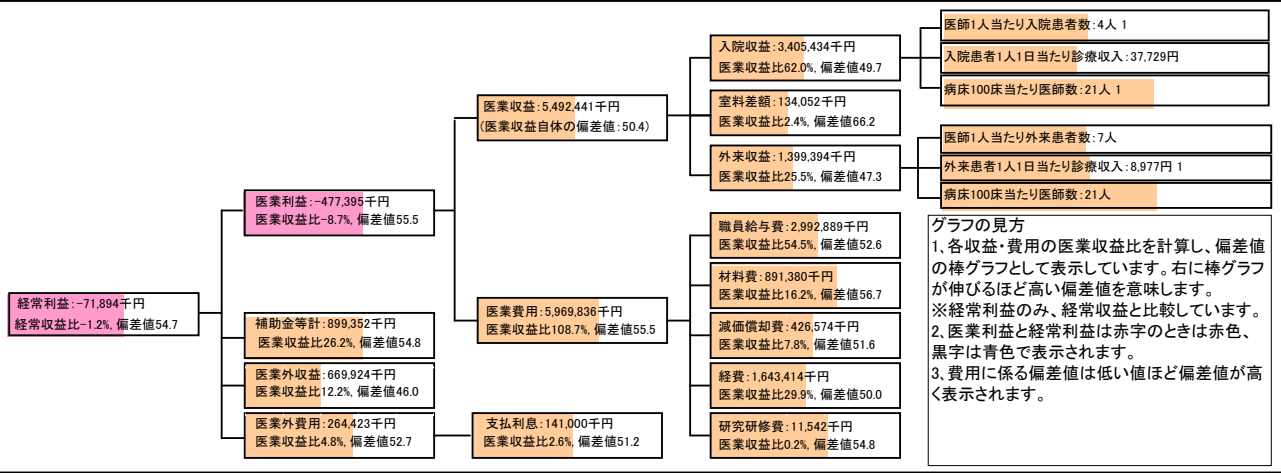 経常利益:-71,894千円
経常収益比-1.2%, 偏差値54.7
医業利益:-477,395千円
医業収益比-8.7%, 偏差値55.5
補助金等計:899,352千円
医業収益比26.2%, 偏差値54.8
医業外収益:669,924千円
医業収益比12.2%, 偏差値46.0
医業外費用:264,423千円
医業収益比4.8%, 偏差値52.7
医業収益:5,492,441千円
(医業収益自体の偏差値:50.4)
医業費用:5,969,836千円
医業収益比108.7%, 偏差値55.5
支払利息:141,000千円
医業収益比2.6%, 偏差値51.2
入院収益:3,405,434千円
医業収益比62.0%, 偏差値49.7
室料差額:134,052千円
医業収益比2.4%, 偏差値66.2
外来収益:1,399,394千円
医業収益比25.5%, 偏差値47.3
職員給与費:2,992,889千円
医業収益比54.5%, 偏差値52.6
材料費:891,380千円
医業収益比16.2%, 偏差値56.7
減価償却費:426,574千円
医業収益比7.8%, 偏差値51.6
経費:1,643,414千円
医業収益比29.9%, 偏差値50.0
研究研修費:11,542千円
医業収益比0.2%, 偏差値54.8
医師1人当たり入院患者数:4人 1
入院患者1人1日当たり診療収入:37,729円
病床100床当たり医師数:21人 1
医師1人当たり外来患者数:7人
外来患者1人1日当たり診療収入:8,977円 1
病床100床当たり医師数:21人
グラフの見方
1、各収益・費用の医業収益比を計算し、偏差値
の棒グラフとして表示しています。右に棒グラフ
が伸びるほど高い偏差値を意味します。
※経常利益のみ、経常収益と比較しています。
2、医業利益と経常利益は赤字のときは赤色、
黒字は青色で表示されます。
3、費用に係る偏差値は低い値ほど偏差値が高
く表示されます。